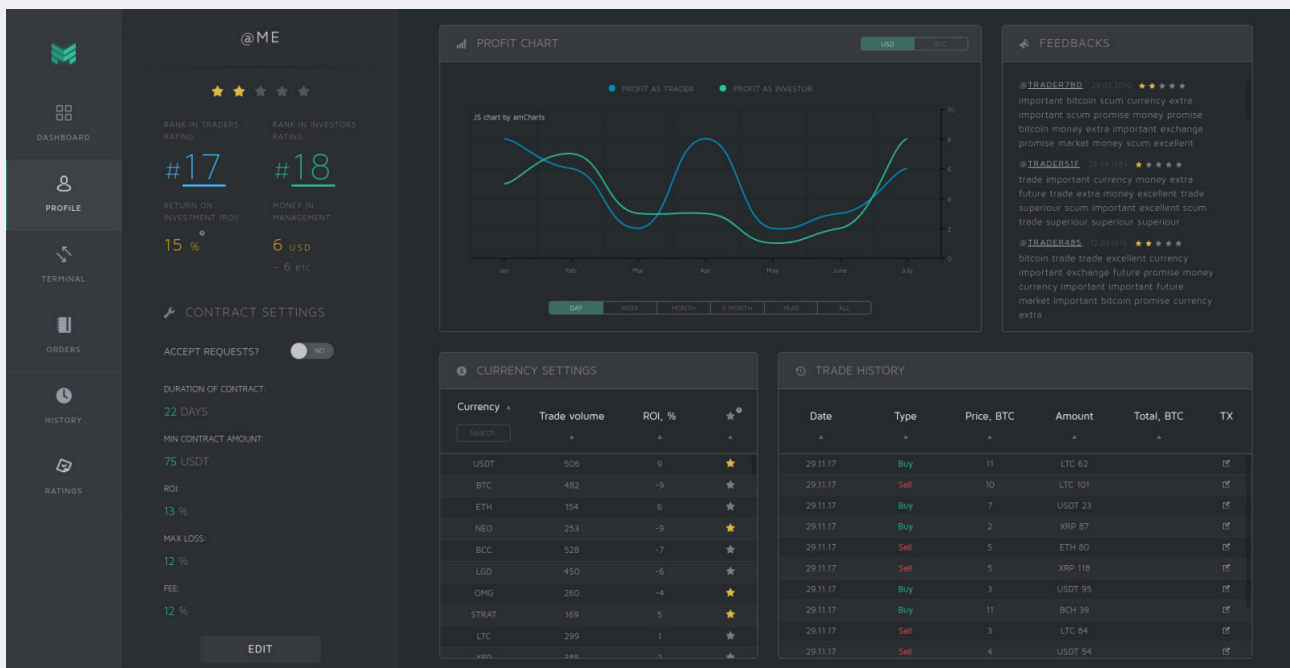 @ME
RANK IN TRADERS
RATING:
#17
RANK IN INVESTORS
RATING:
#18
RETURN ON
INVESTMENT (ROI):
15 %
MONEY IN
MANAGEMENT
6 USD
~ 6 BTC
DASHBOARD
PROFILE
TERMINAL
ORDERS
HISTORY
RATINGS
CONTRACT SETTINGS
ACCEPT REQUESTS?
NO
DURATION OF CONTRACT:
22 DAYS
MIN CONTRACT AMOUNT:
75 USDT
ROI:
13 %
MAX LOSS:
12 %
FEE:
12 %
EDIT
PROFIT CHART
USD
BTC
PROFIT AS TRADER
PROFIT AS INVESTOR
JS chart by amCharts
10
8
6
4
2
0
Jan
Feb
Mar
Apr
May
June
July
DAY
WEEK
MONTH
6 MONTH
YEAR
ALL
FEEDBACKS
@TRADER7BD 29.03.2010
important bitcoin scum currency extra
important scum promise money promise
bitcoin money extra important exchange
promise market money scum excellent
@TRADER51F 29.04.1984
trade important currency money extra
future trade extra money excellent trade
superiour scum important excellent scum
trade superiour superiour superiour
@TRADER485
bitcoin trade trade excellent currency
important exchange future promise money
currency important important future
market important bitcoin promise currency
extra
CURRENCY SETTINGS
Currency Trade volume ROI, %
Search
USDT 506 9
BTC 482 -9
ETH 154 6
NEO 253 -9
BCC 528 -7
LGD 450 -6
OMG 260 -4
STRAT 169 5
LTC 299 1
TRADE HISTORY
Date Type Price, BTC Amount Total, BTC TX
29.11.17 Buy 11 LTC 62
29.11.17 Sell 10 LTC 101
29.11.17 Buy 7 USDT 23
29.11.17 Buy 2 XRP 87
29.11.17 Sell 5 ETH 80
29.11.17 Sell 5 XRP 118
29.11.17 Buy 3 USDT 95
29.11.17 Buy 11 BCH 39
29.11.17 Sell 3 LTC 84
29.11.17 Sell 4 USDT 54